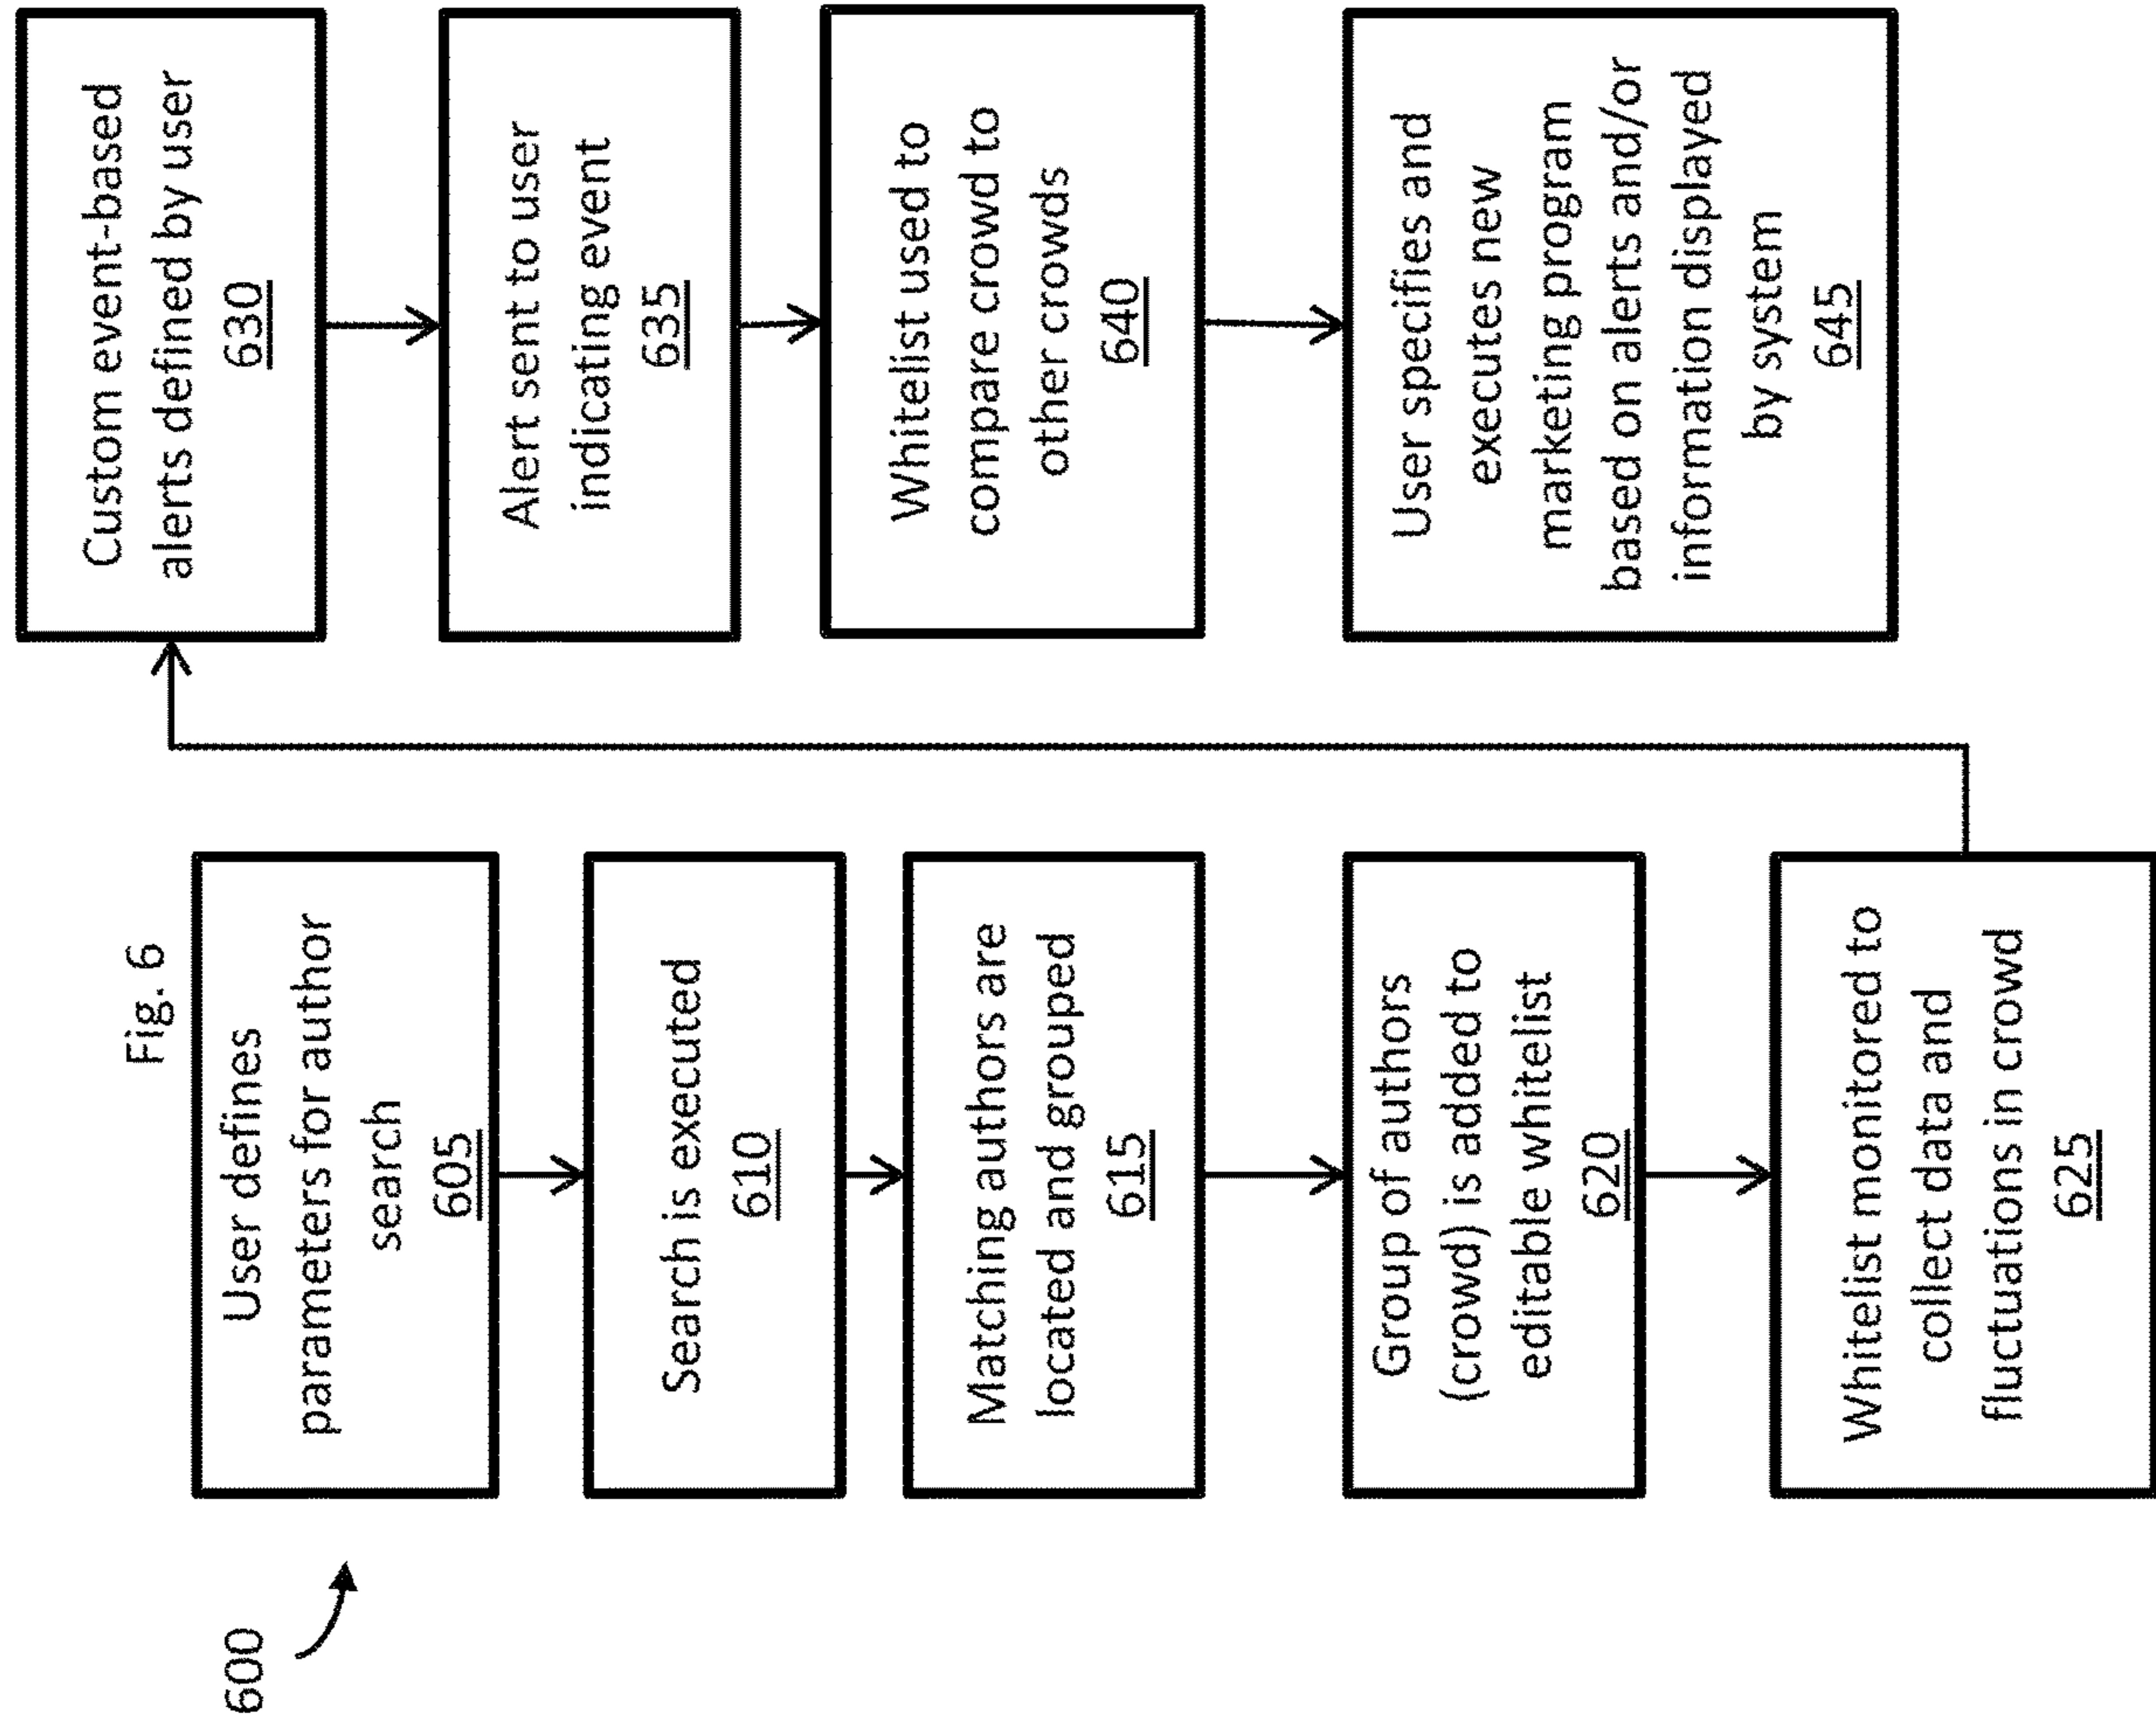 Fig. 6
600
User defines
parameters for author
search
605
Search is executed
610
Matching authors are
located and grouped
615
Group of authors
(crowd) is added to
editable whitelist
620
Whitelist monitored to
collect data and
fluctuations in crowd
625
Custom event-based
alerts defined by user
630
Alert sent to user
indicating event
635
Whitelist used to
compare crowd to
other crowds
640
User specifies and
executes new
marketing program
based on alerts and/or
information displayed
by system
645